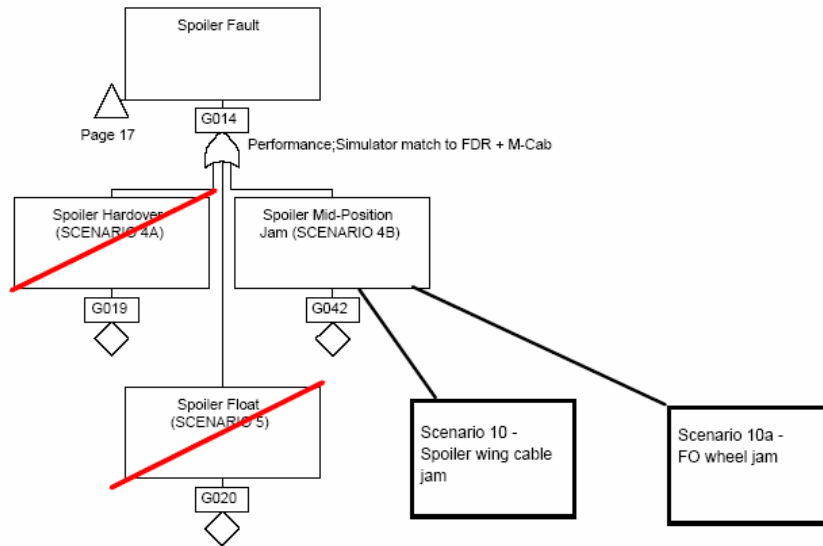 Spoiler Fault
G014
Page 17
Performance;Simulator match to FDR + M-Cab
Spoiler Hardover
(SCENARIO 4A)
Spoiler Mid-Position
Jam (SCENARIO 4B)
G019
G042
Spoiler Float
(SCENARIO 5)
G020
Scenario 10 -
Spoiler wing cable
jam
Scenario 10a -
FO wheel jam